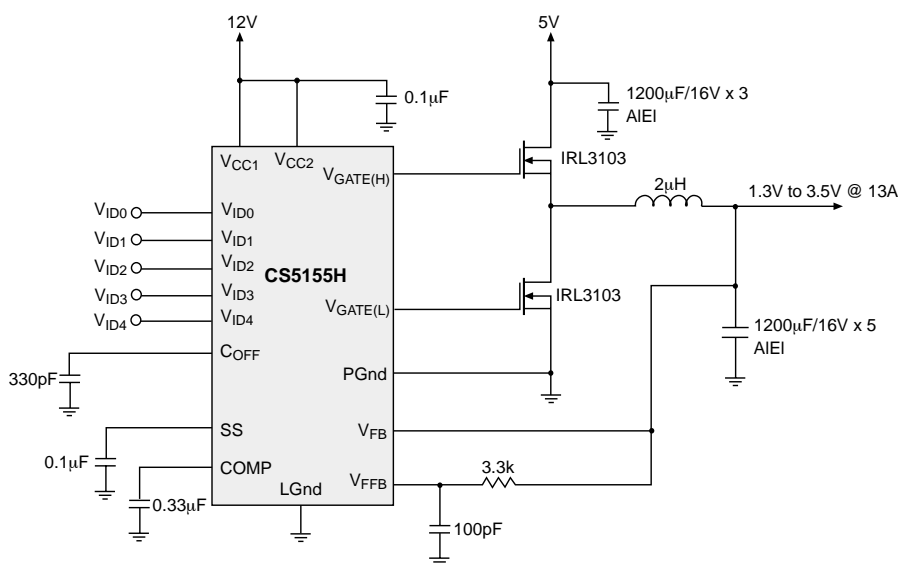 12V
5V
0.1μF
1200μF/16V x 3
AlEl
VCC1
VCC2
VGATE(H)
IRL3103
2μH
1.3V to 3.5V @ 13A
VID0
VID0
VID1
VID1
VID2
VID2
CS5155H
VID3
VID3
VGATE(L)
IRL3103
VID4
VID4
1200μF/16V x 5
AlEl
COFF
330pF
PGnd
SS
VFB
0.1μF
COMP
3.3k
VFFB
LGnd
0.33μF
100pF